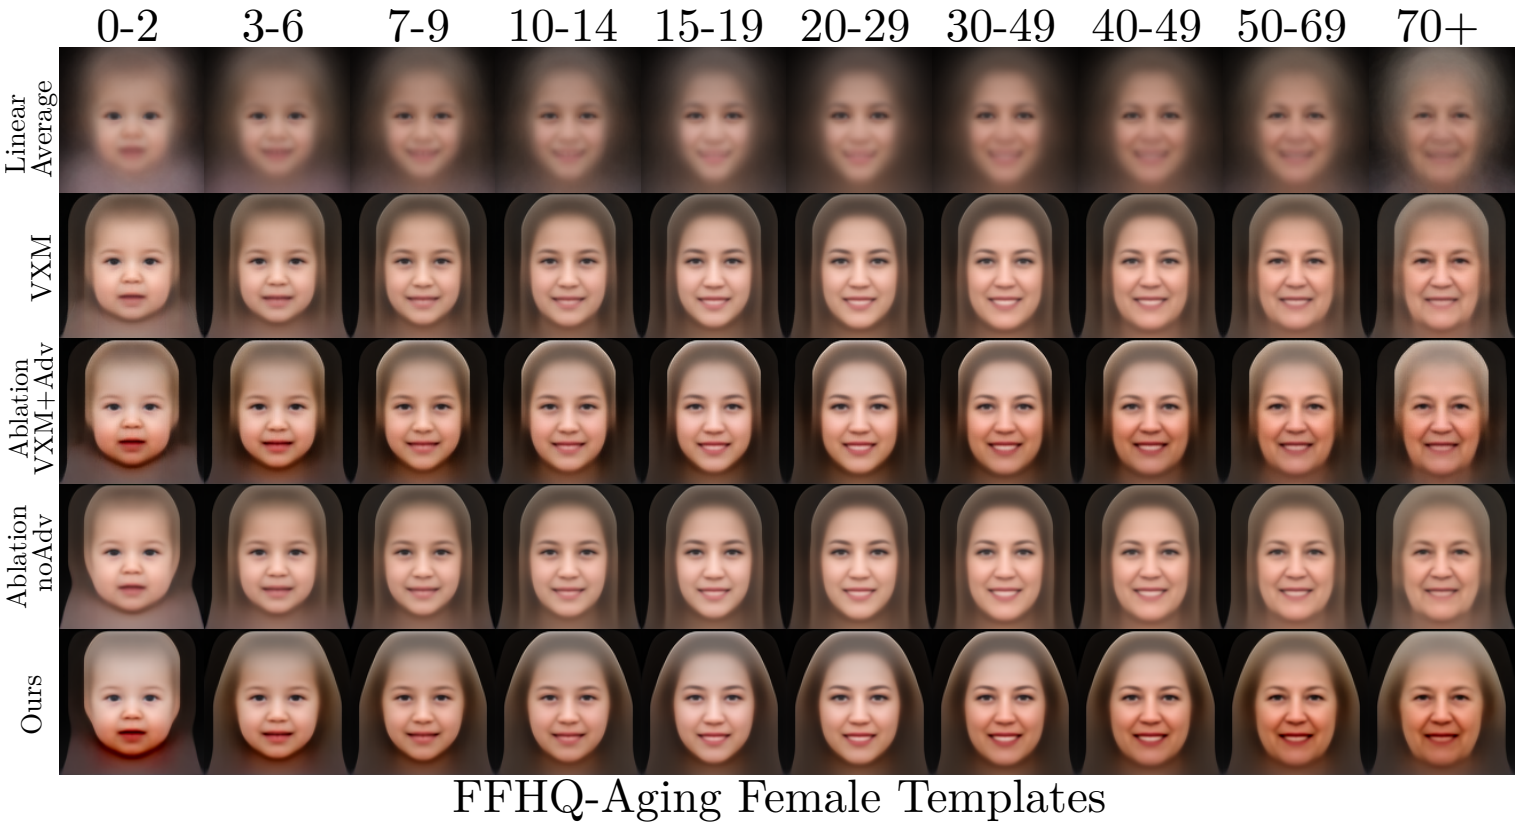 0-2 3-6 7-9 10-14 15-19 20-29 30-49 40-49 50-69 70+
Linear
Average
VXM
Ablation
VXM+Adv
Ablation
noAdv
Ours
FFHQ-Aging Female Templates